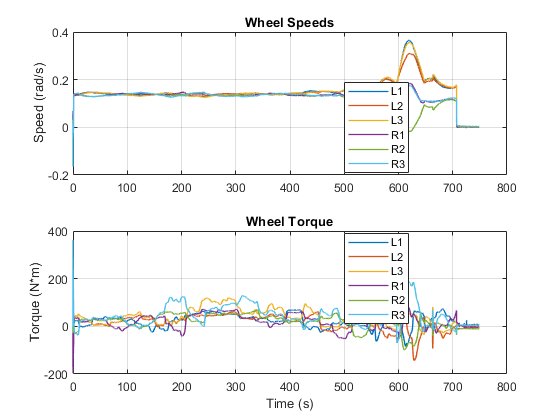 Wheel Speeds
Speed (rad/s)
0.4
0.2
0
-0.2
0 100 200 300 400 500 600 700 800
L1
L2
L3
R1
R2
R3
Wheel Torque
Torque (N*m)
400
200
0
-200
0 100 200 300 400 500 600 700 800
L1
L2
L3
R1
R2
R3
Time (s)